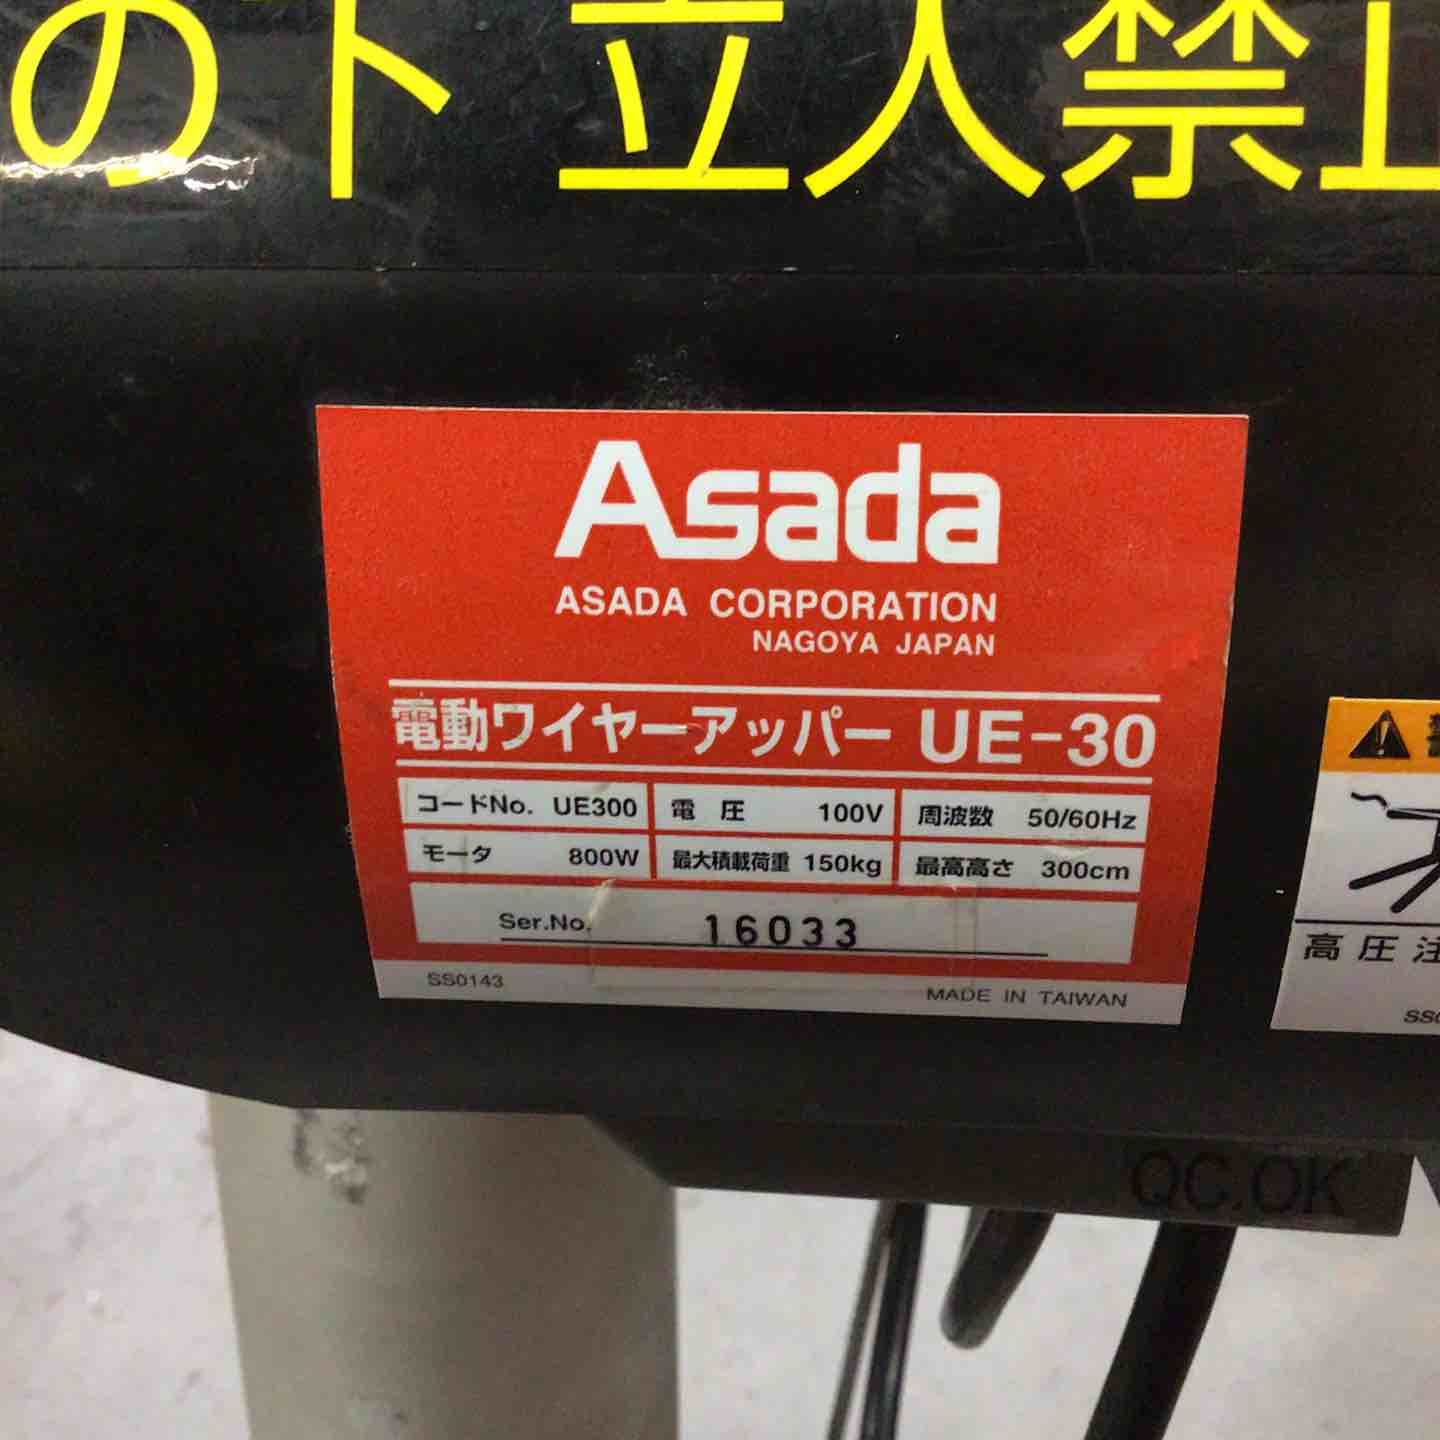 の下 立入禁止
Asada
ASADA CORPORATION
NAGOYA JAPAN
電動ワイヤーアッパー UE-30
コードNo. UE300 電圧 100V 周波数 50/60Hz
モータ 800W 最大積載荷重 150kg 最高高さ 300cm
Ser.No. 16033
SS0143 MADE IN TAIWAN
高圧注
QC.OK